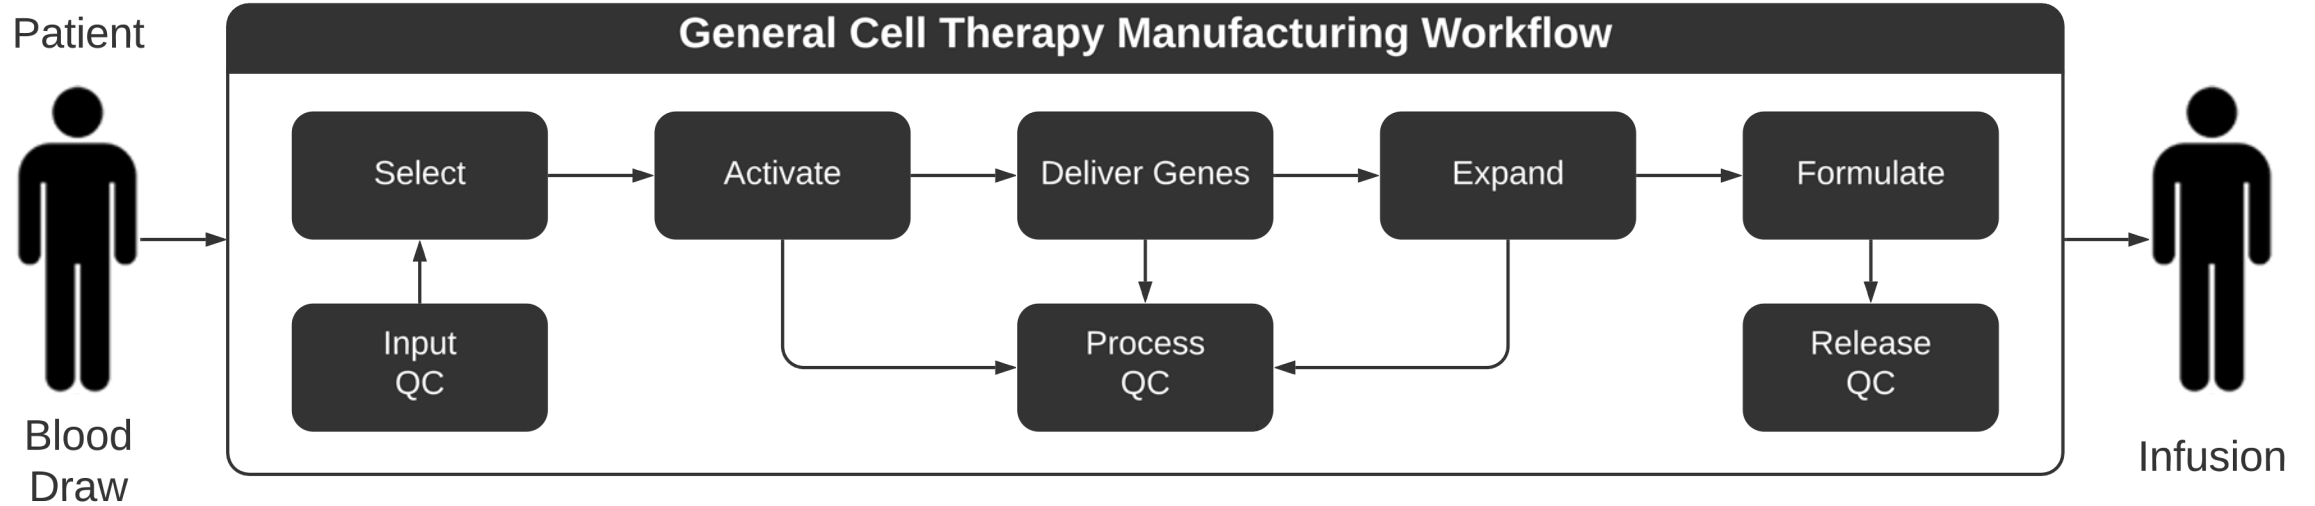 Patient
General Cell Therapy Manufacturing Workflow
Select
Activate
Deliver Genes
Expand
Formulate
Input
QC
Process
QC
Release
QC
Blood
Draw
Infusion